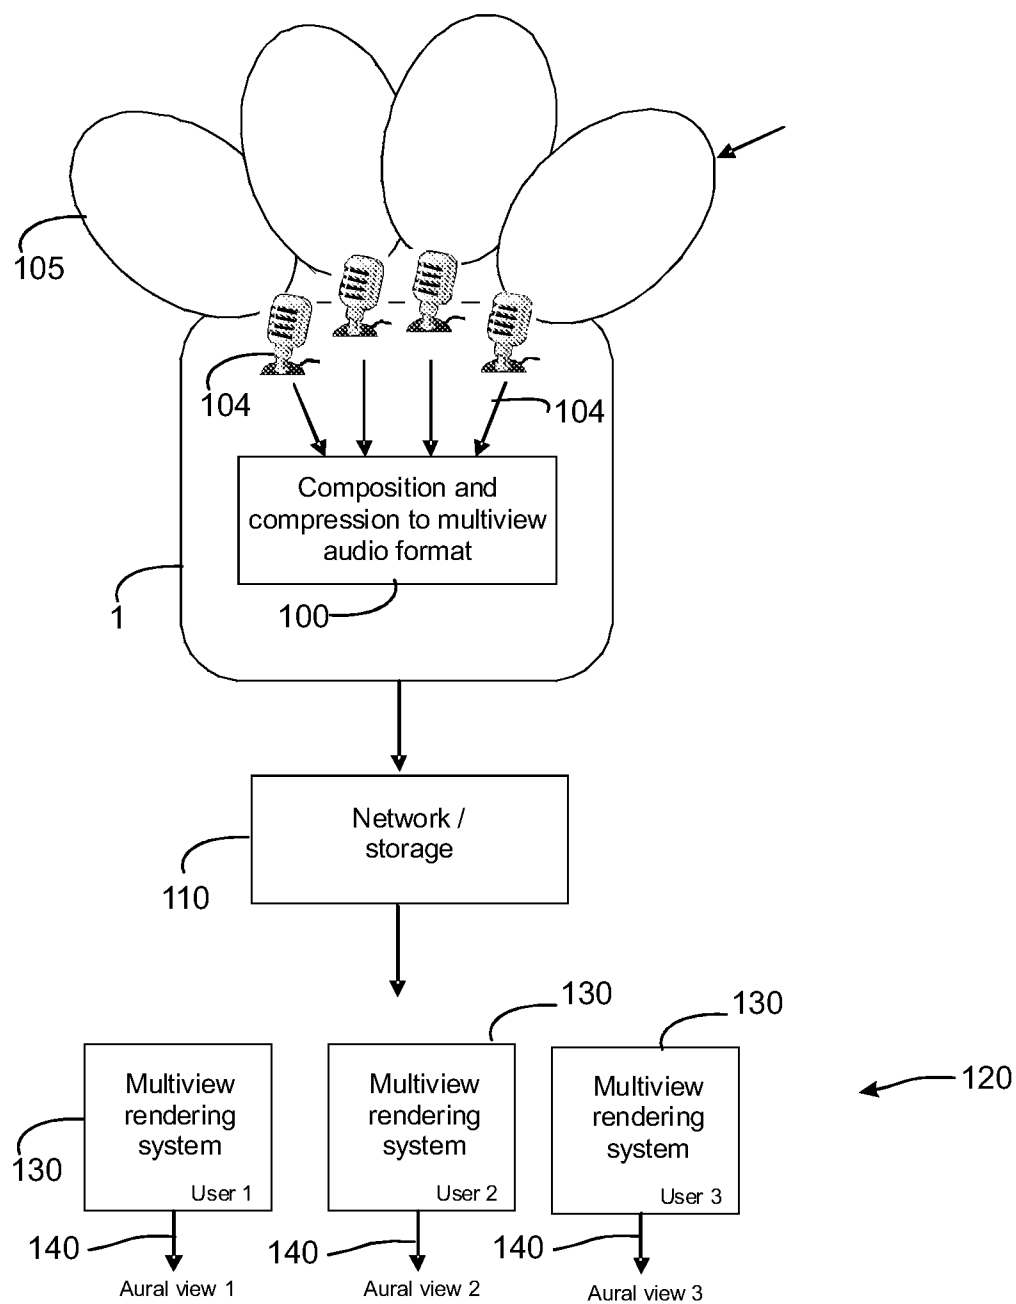 105
104
104
Composition and
compression to multiview
audio format
1
100
Network /
storage
110
130
130
120
Multiview
rendering
system
User 1
130
Multiview
rendering
system
User 2
Multiview
rendering
system
User 3
140
140
140
Aural view 1
Aural view 2
Aural view 3